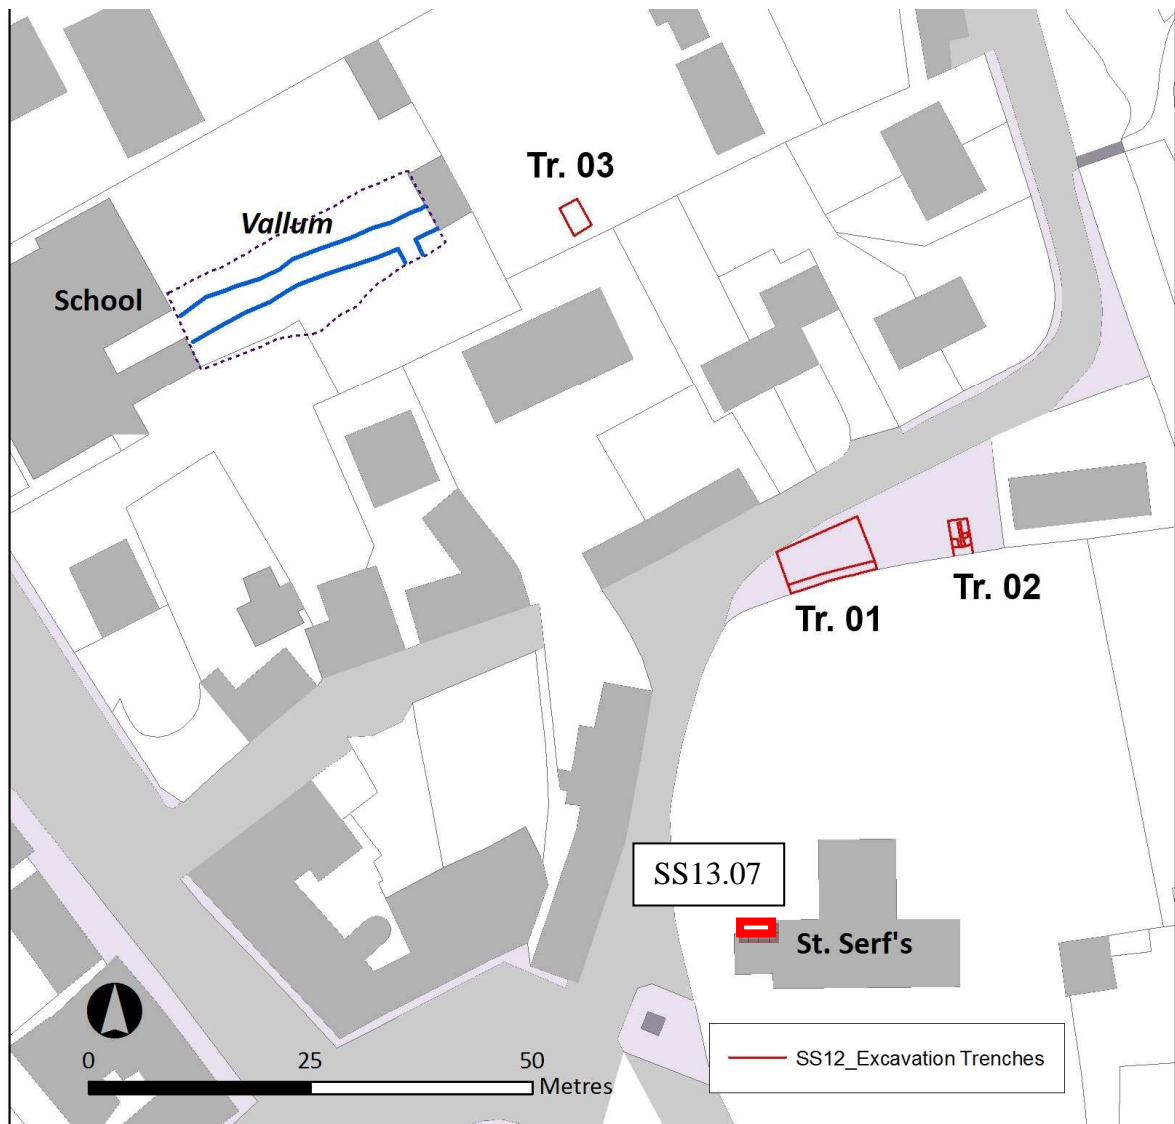 Tr. 03
Vallum
School
Tr. 02
Tr. 01
SS13.07
St. Serf's
0 25 50
Metres
SS12_Excavation Trenches